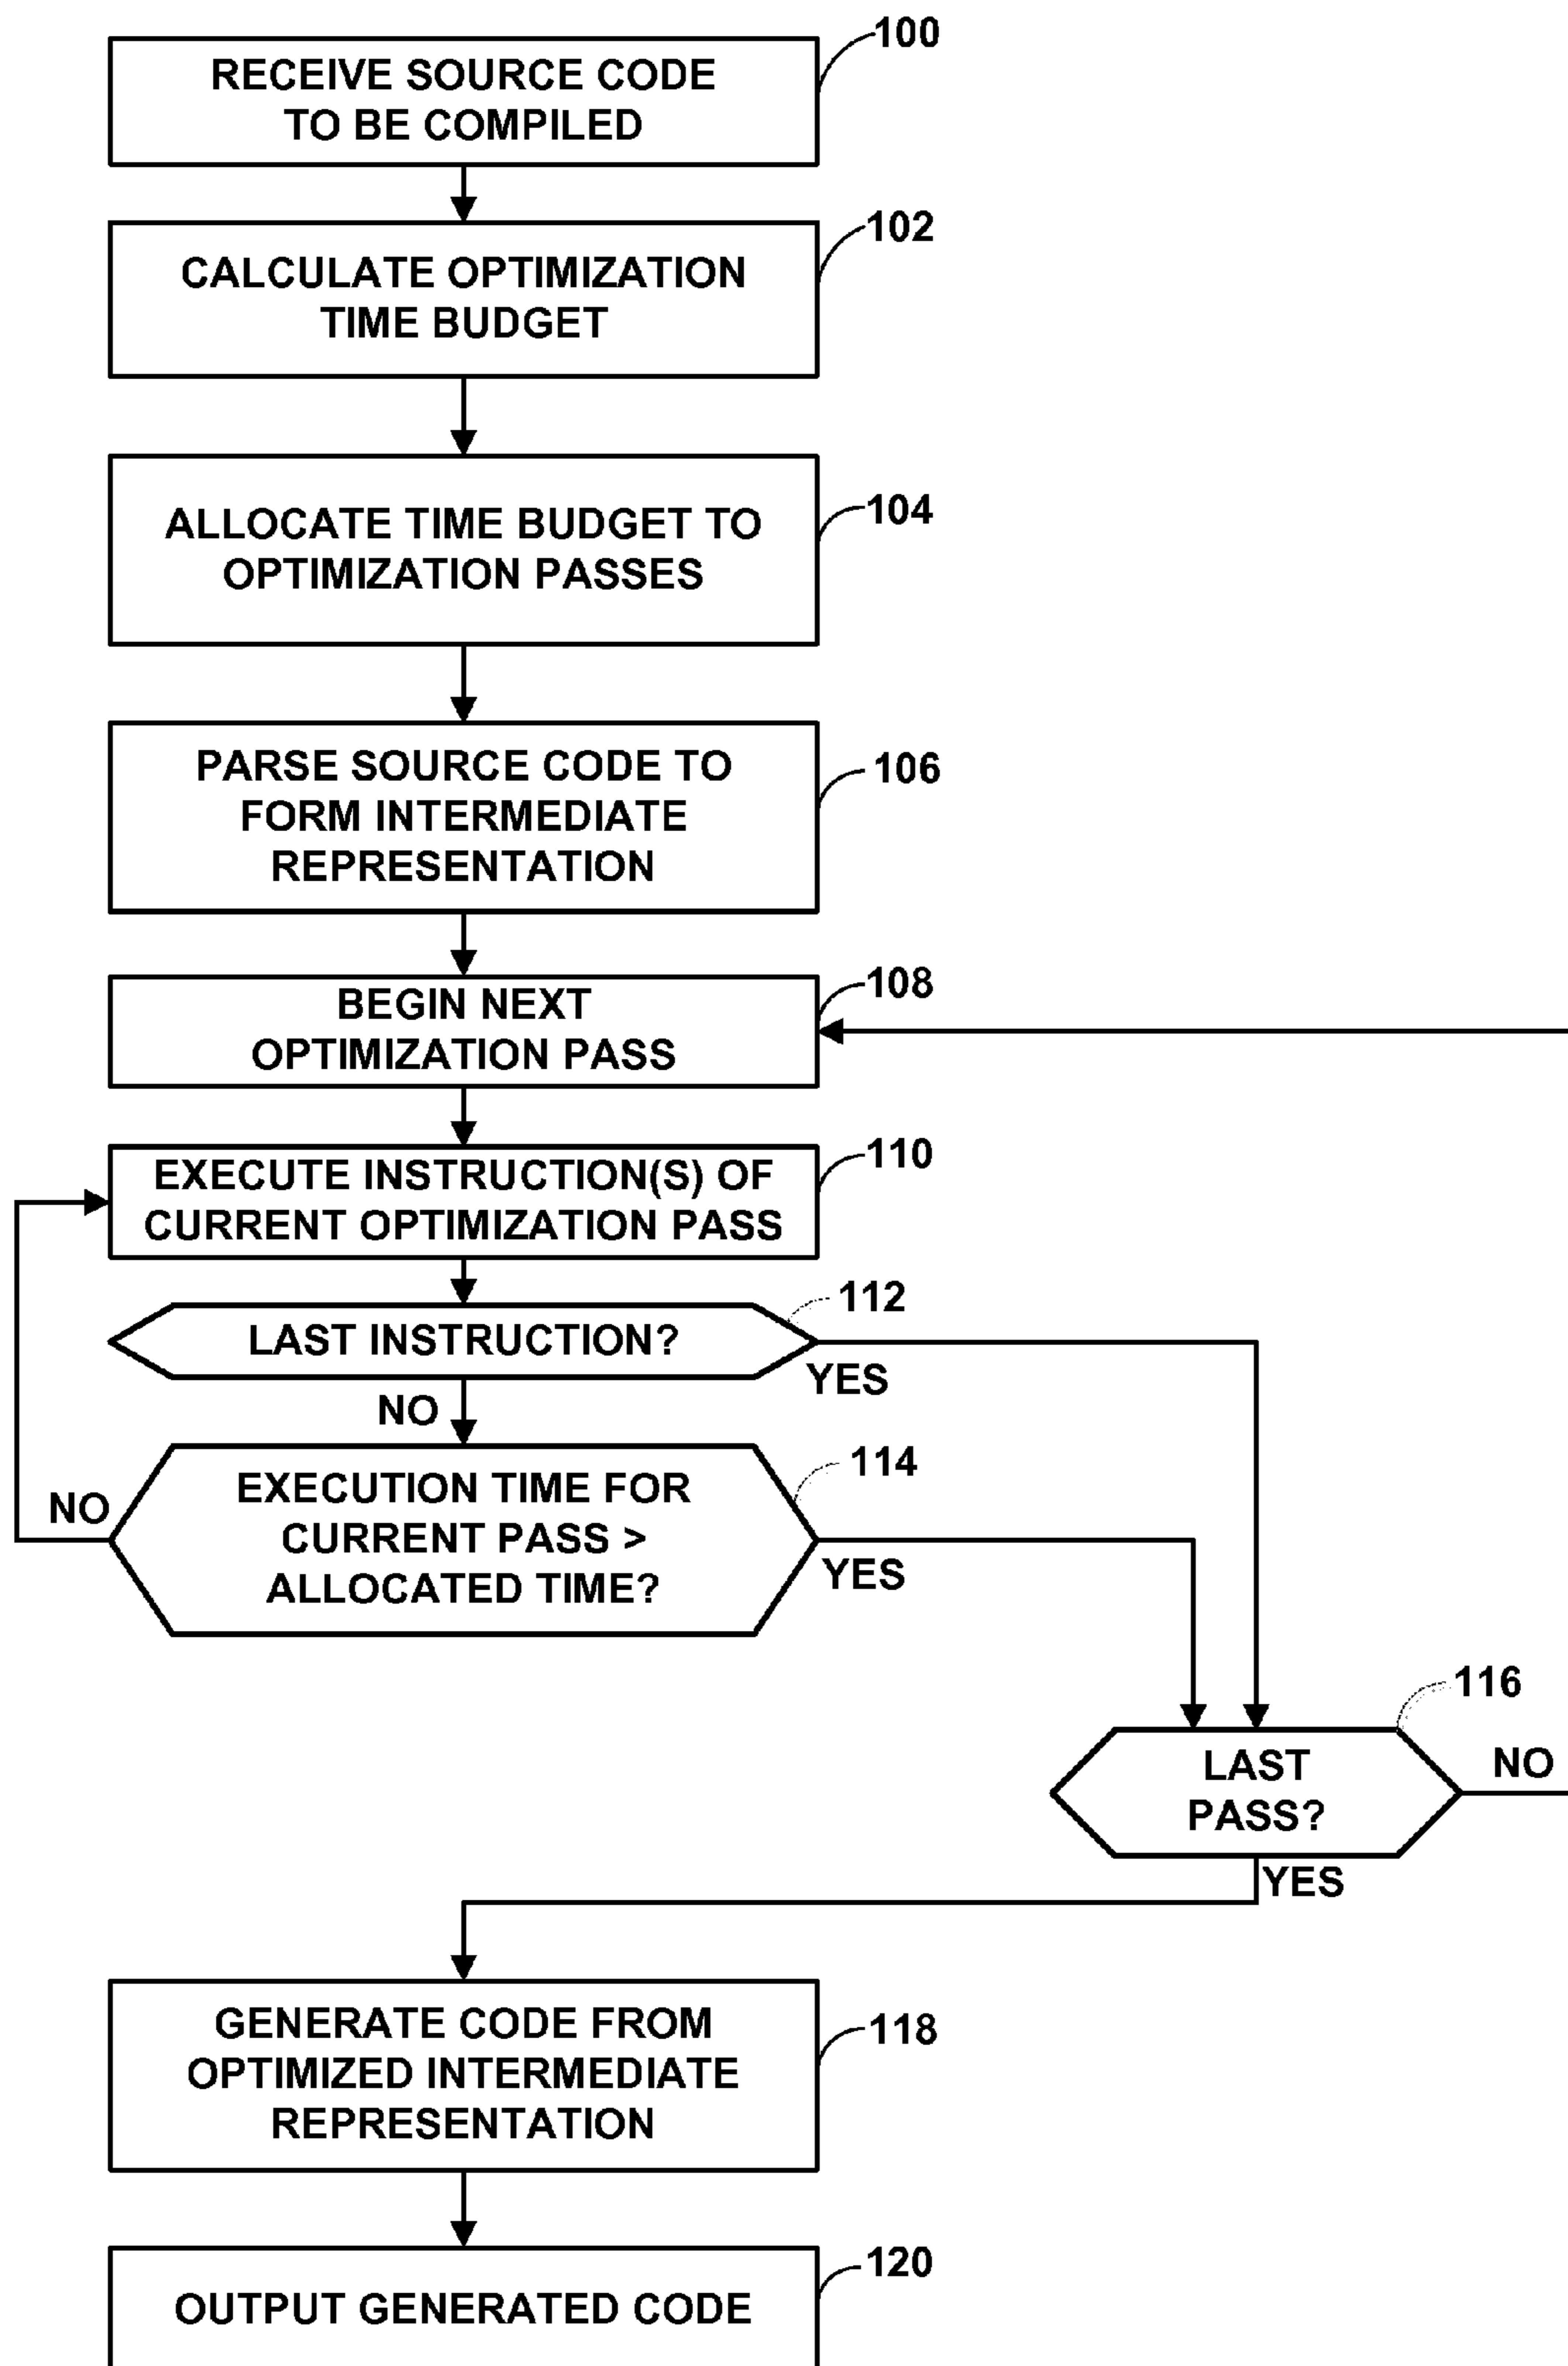 100
RECEIVE SOURCE CODE
TO BE COMPILED
102
CALCULATE OPTIMIZATION
TIME BUDGET
104
ALLOCATE TIME BUDGET TO
OPTIMIZATION PASSES
106
PARSE SOURCE CODE TO
FORM INTERMEDIATE
REPRESENTATION
108
BEGIN NEXT
OPTIMIZATION PASS
110
EXECUTE INSTRUCTION(S) OF
CURRENT OPTIMIZATION PASS
112
LAST INSTRUCTION?
YES
NO
114
EXECUTION TIME FOR
CURRENT PASS >
ALLOCATED TIME?
NO
YES
116
LAST
PASS?
NO
YES
118
GENERATE CODE FROM
OPTIMIZED INTERMEDIATE
REPRESENTATION
120
OUTPUT GENERATED CODE